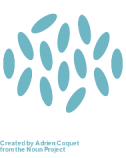 Created by Adrien Coquet
from the Noun Project